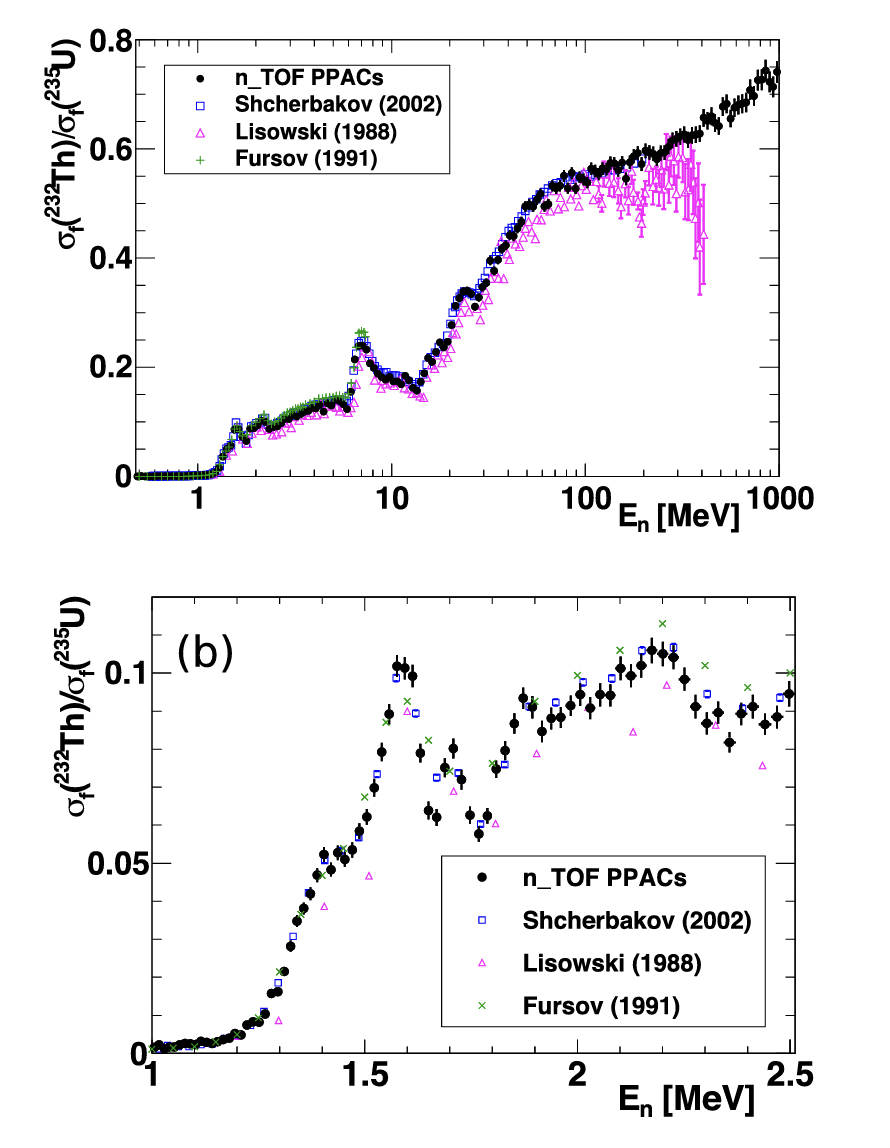 σf(232Th)/σf(235U)
0.8
0.6
0.4
0.2
0
n_TOF PPACs
Shcherbakov (2002)
Lisowski (1988)
Fursov (1991)
1 10 100 1000
En [MeV]
σf(232Th)/σf(235U)
(b)
0.1
0.05
0
n_TOF PPACs
Shcherbakov (2002)
Lisowski (1988)
Fursov (1991)
1 1.5 2 2.5
En [MeV]